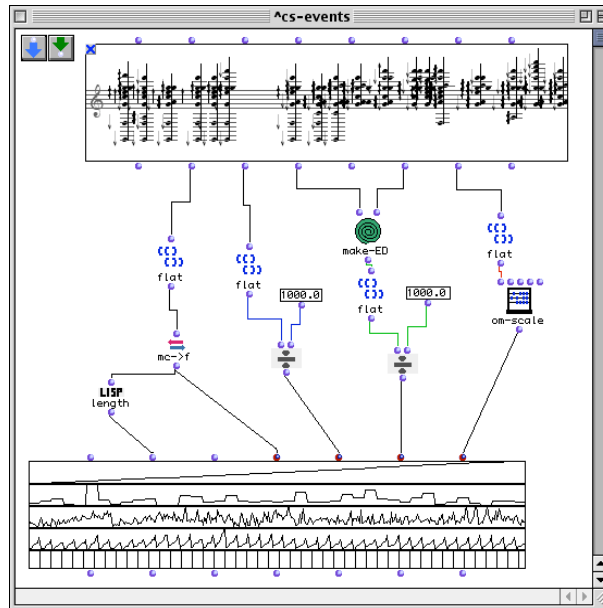 ^cs-events
make-ED
flat
flat
1000.0
flat
1000.0
flat
om-scale
mc->f
LISP
length